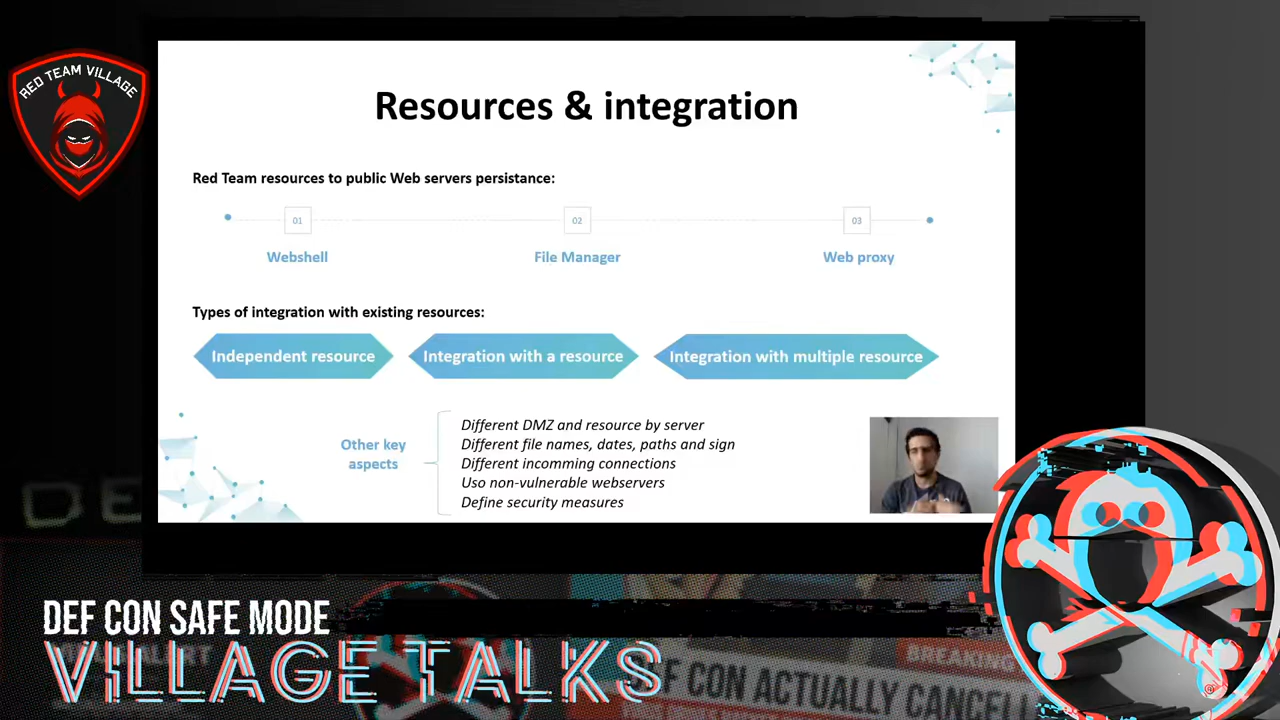 RED TEAM VILLAGE
Resources & integration
Red Team resources to public Web servers persistance:
01
02
03
Webshell
File Manager
Web proxy
Types of integration with existing resources:
Independent resource
Integration with a resource
Integration with multiple resource
Other key
aspects
Different DMZ and resource by server
Different file names, dates, paths and sign
Different incomming connections
Uso non-vulnerable webservers
Define security measures
DEF CON SAFE MODE
VILLAGE TALKS
BREAKING
DEF CON ACTUALLY CANCELL